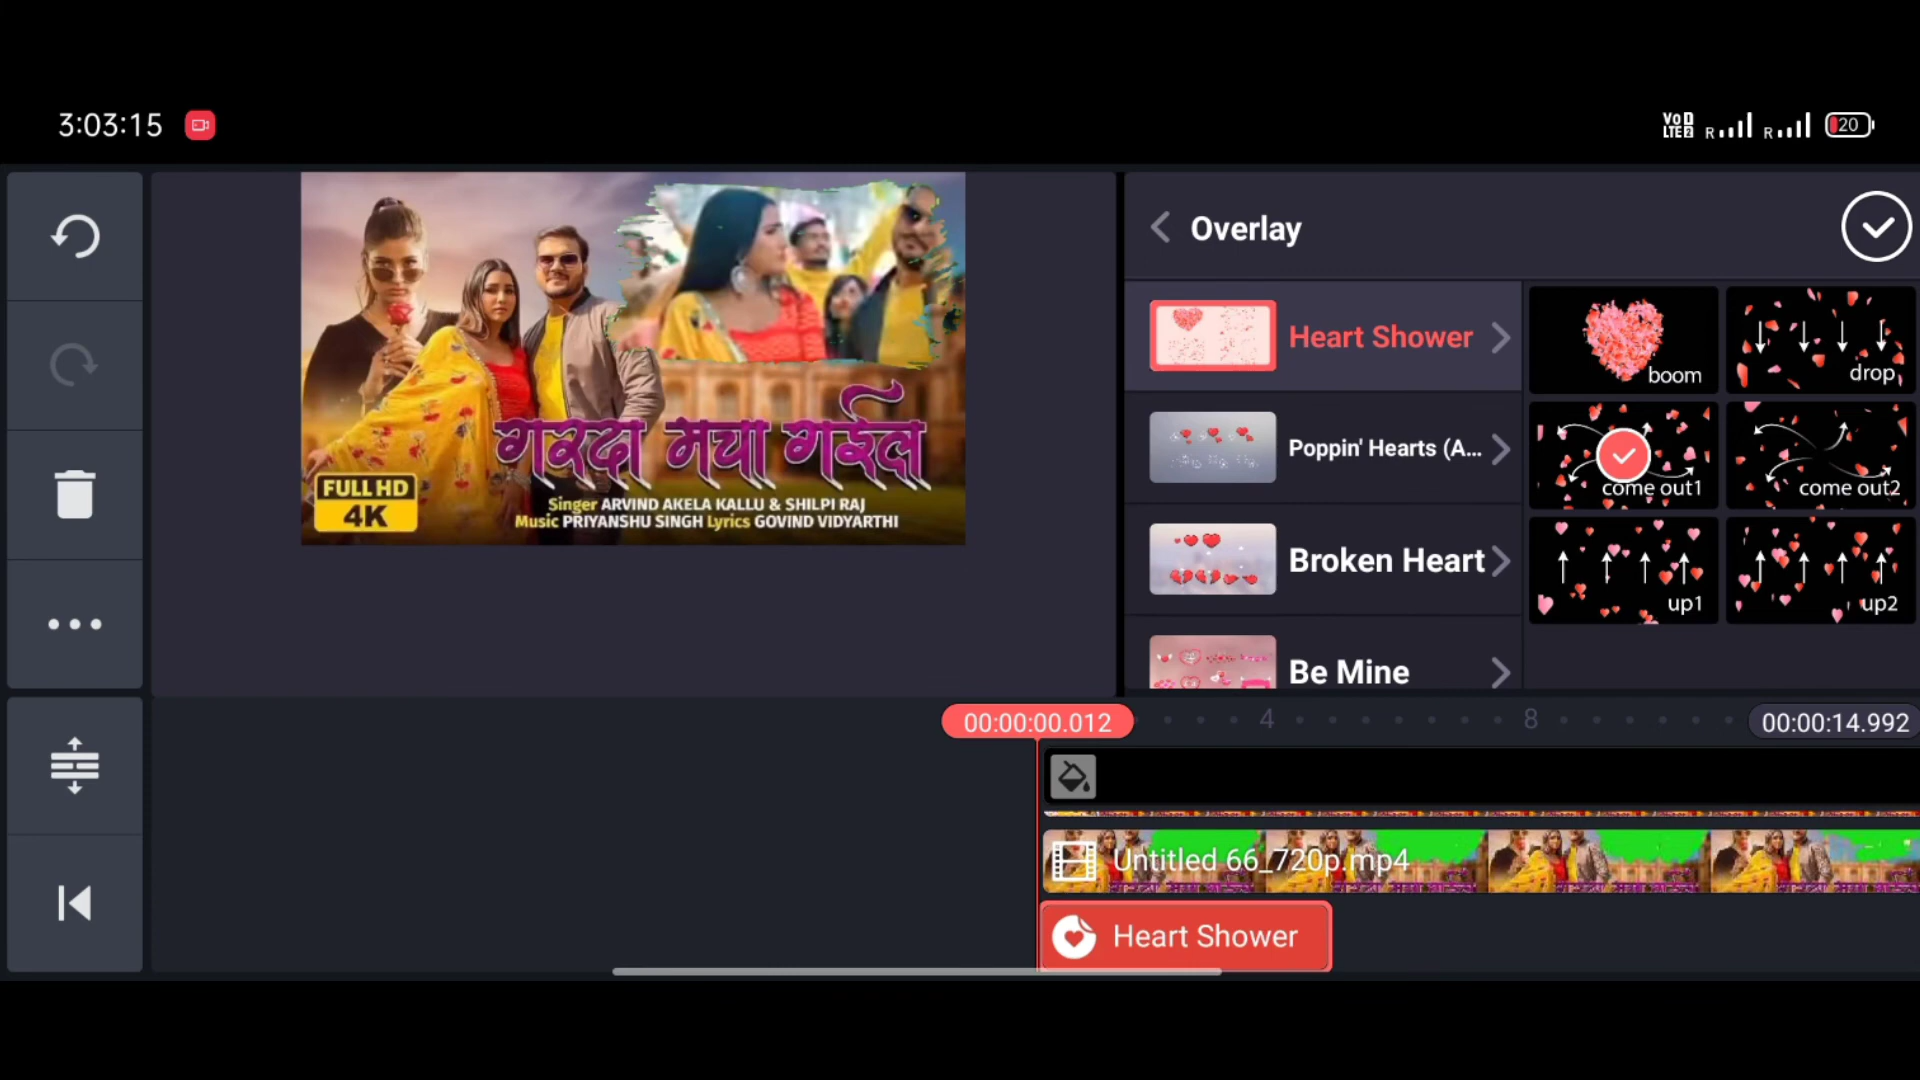 3:03:15
VoD
LTE2
R
R
20
गरदा मचा गईल
FULL HD
4K
Singer ARVIND AKELA KALLU & SHILPI RAJ
Music PRIYANSHU SINGH Lyrics GOVIND VIDYARTHI
Overlay
Heart Shower
Poppin' Hearts (A...
Broken Heart
Be Mine
boom
drop
come out1
come out2
up1
up2
00:00:00.012
4
8
00:00:14.992
Untitled 66_720p.mp4
Heart Shower